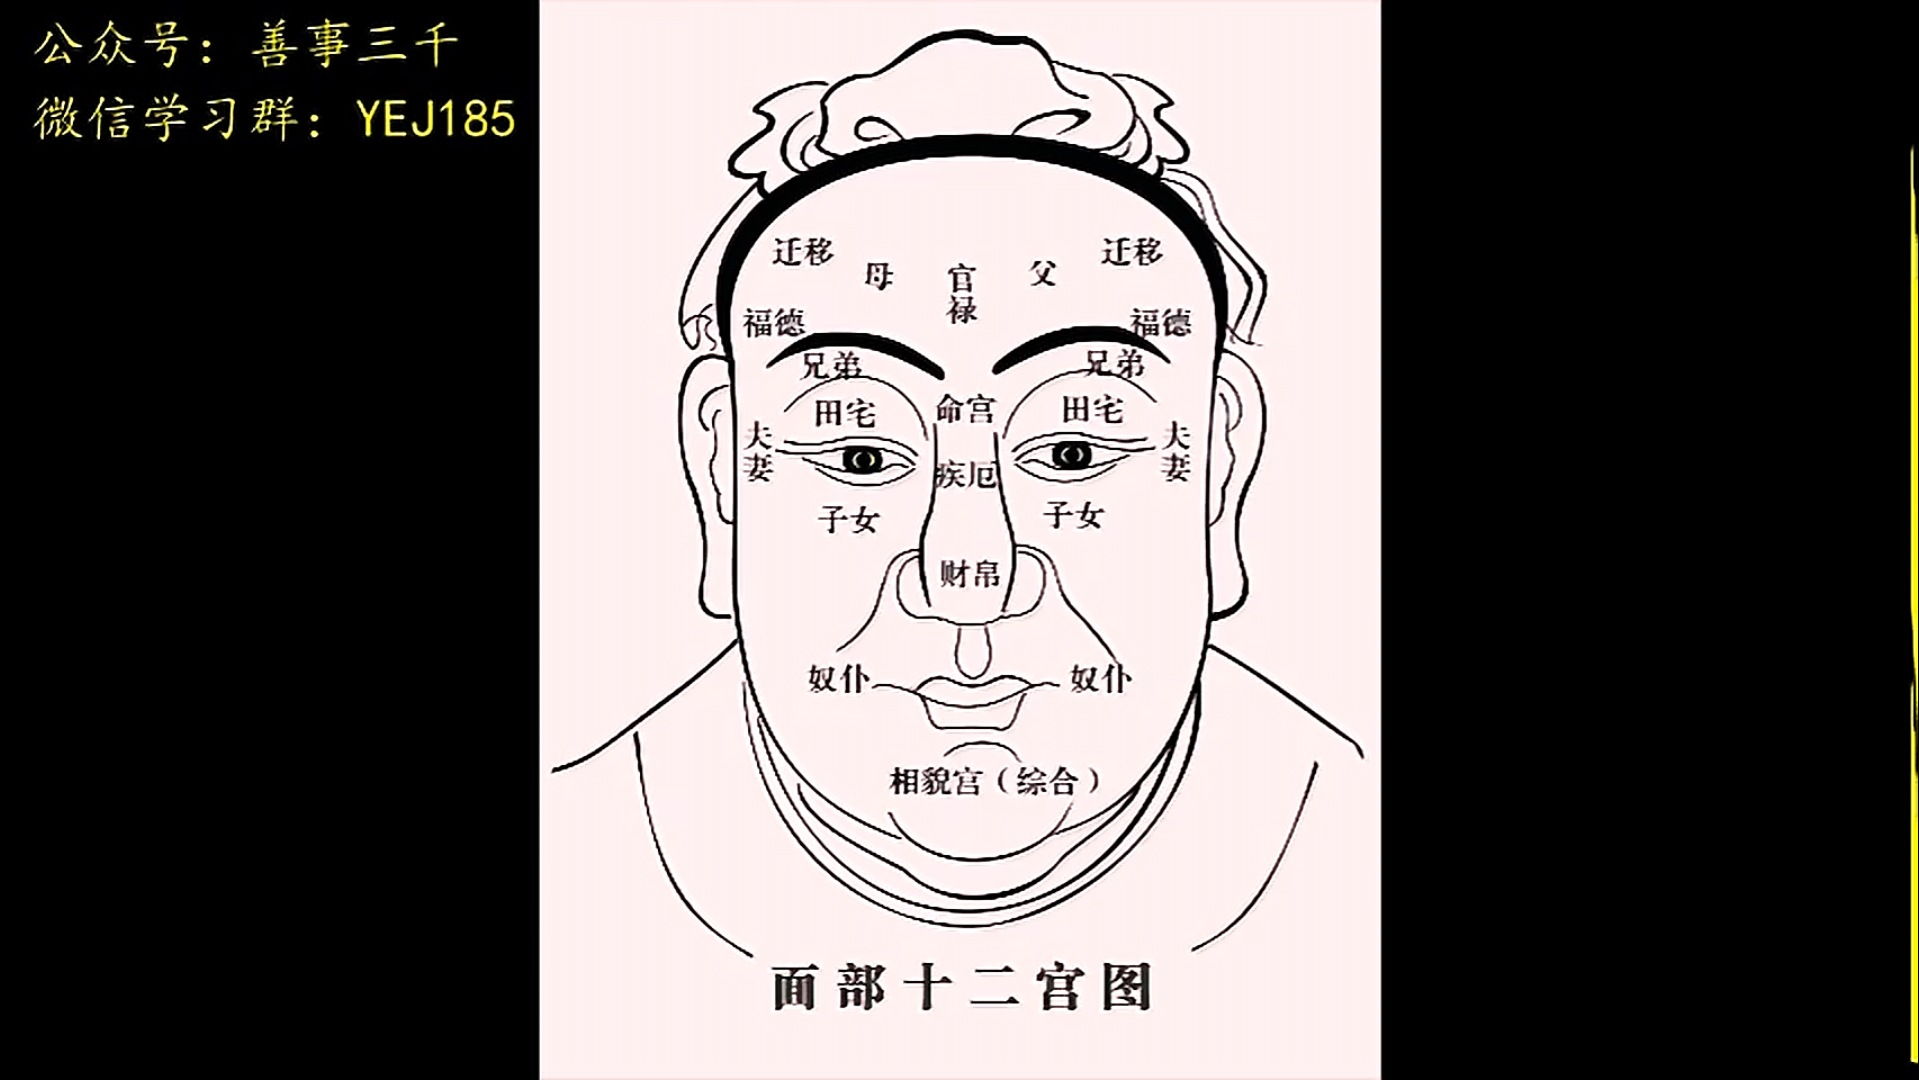 公众号：善事三千
微信学习群：YEJ185
迁移
迁移
母
官禄
父
福德
福德
兄弟
兄弟
田宅
命宫
田宅
夫妻
夫妻
疾厄
子女
子女
财帛
奴仆
奴仆
相貌宫（综合）
面部十二宫图